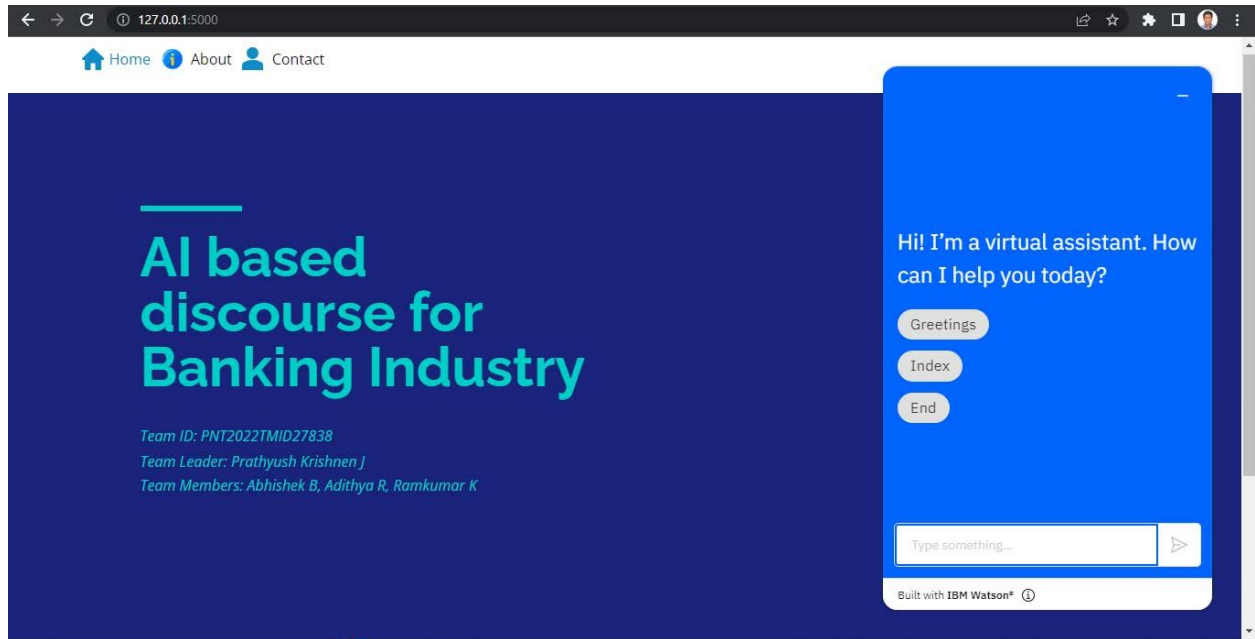 127.0.0.1:5000
Home About Contact
AI based
discourse for
Banking Industry
Team ID: PNT2022TMID27838
Team Leader: Prathyush Krishnen J
Team Members: Abhishek B, Adithya R, Ramkumar K
Hi! I’m a virtual assistant. How
can I help you today?
Greetings
Index
End
Type something...
Built with IBM Watson®